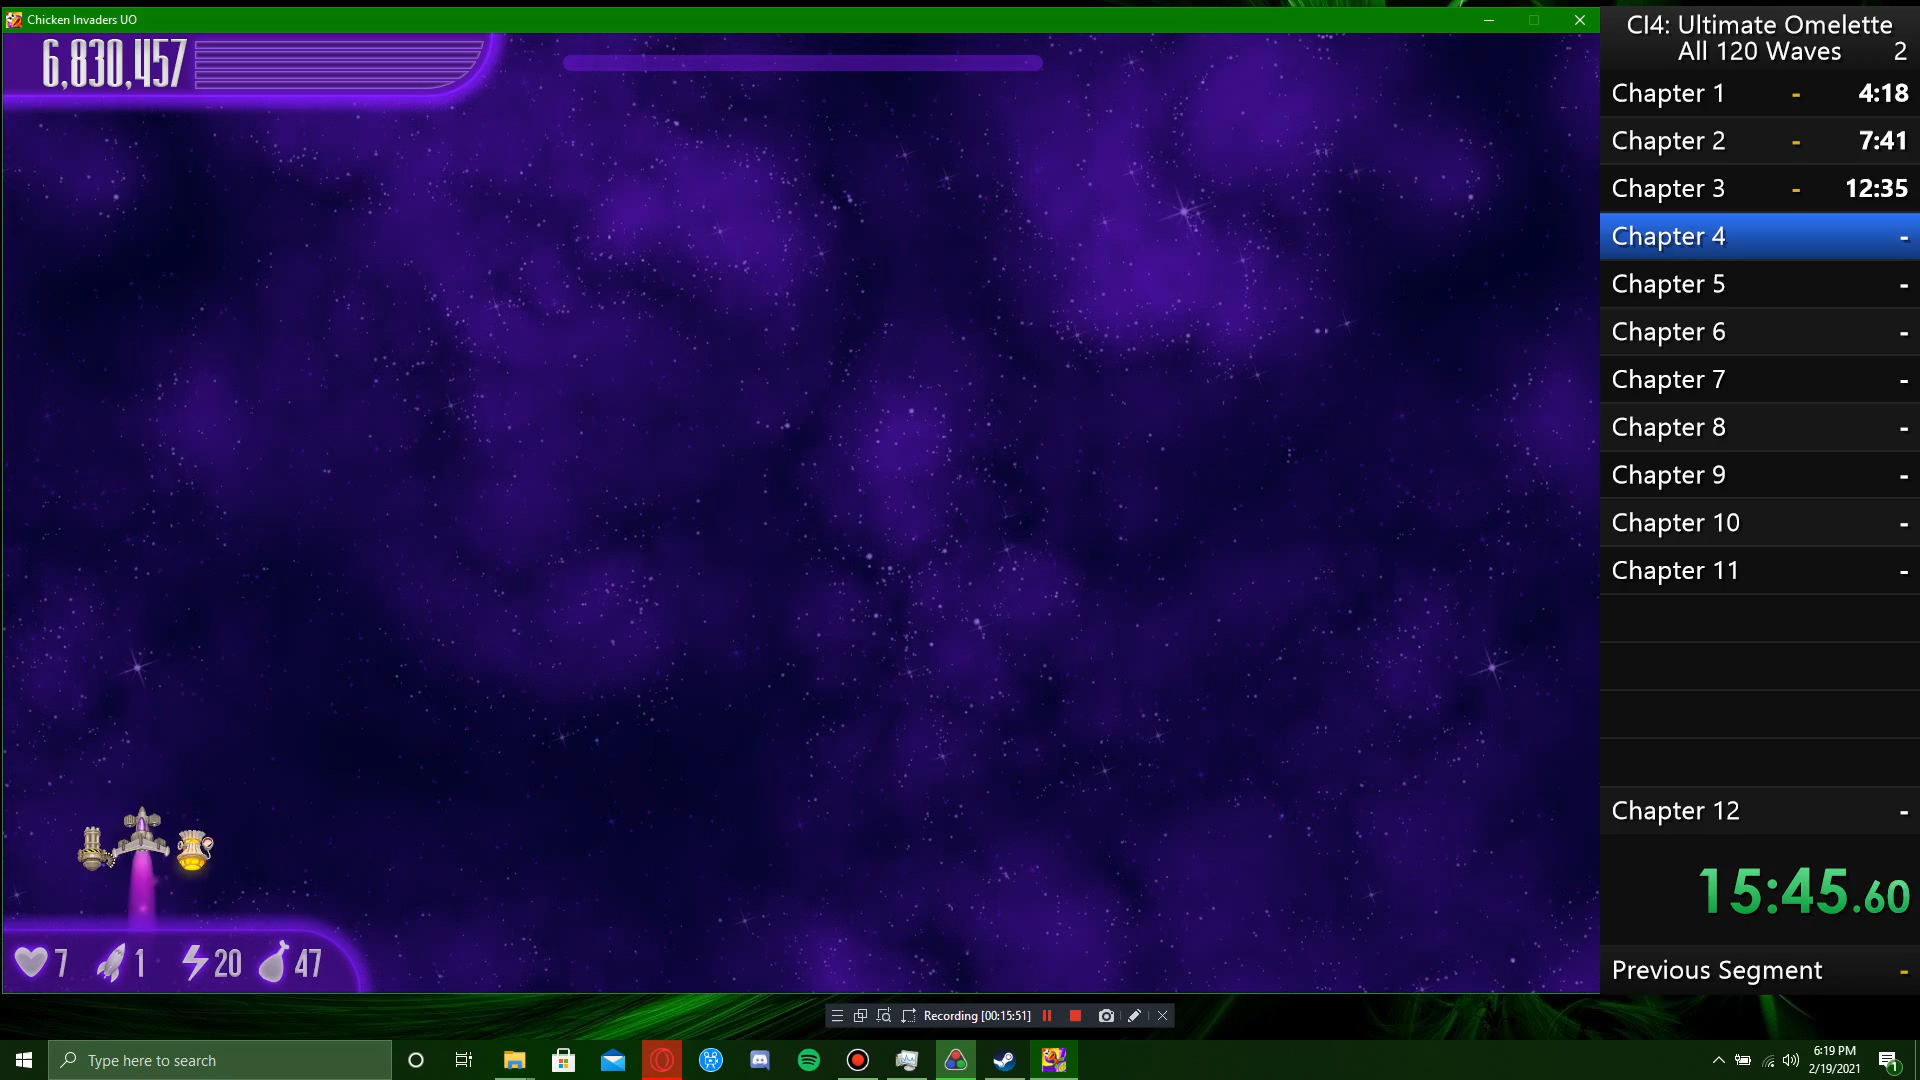 Chicken Invaders UO
6,830,457
7
1
20
47
CI4: Ultimate Omelette
All 120 Waves 2
Chapter 1 - 4:18
Chapter 2 - 7:41
Chapter 3 - 12:35
Chapter 4 -
Chapter 5 -
Chapter 6 -
Chapter 7 -
Chapter 8 -
Chapter 9 -
Chapter 10 -
Chapter 11 -
Chapter 12 -
15:45.60
Previous Segment -
Recording [00:15:51]
Type here to search
6:19 PM
2/19/2021
1